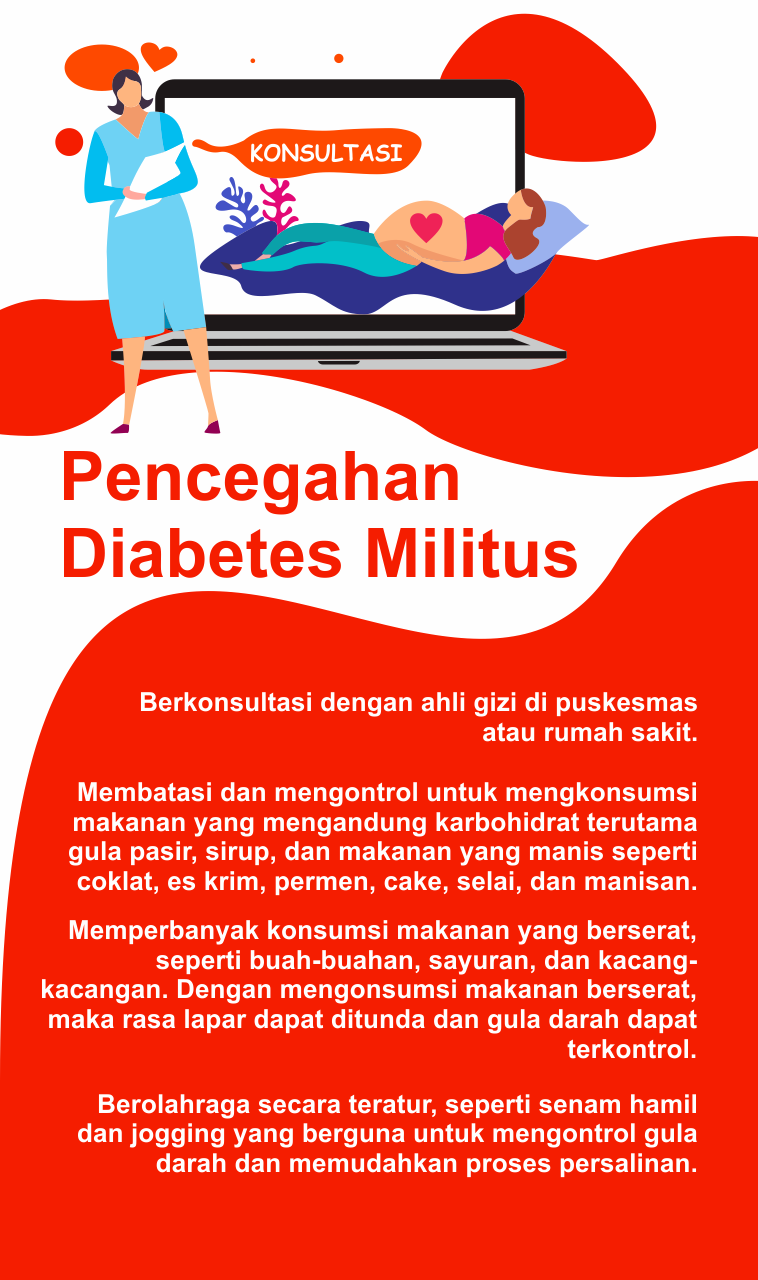 KONSULTASI
Pencegahan
Diabetes Militus
Berkonsultasi dengan ahli gizi di puskesmas
atau rumah sakit.
Membatasi dan mengontrol untuk mengkonsumsi
makanan yang mengandung karbohidrat terutama
gula pasir, sirup, dan makanan yang manis seperti
coklat, es krim, permen, cake, selai, dan manisan.
Memperbanyak konsumsi makanan yang berserat,
seperti buah-buahan, sayuran, dan kacang-
kacangan. Dengan mengonsumsi makanan berserat,
maka rasa lapar dapat ditunda dan gula darah dapat
terkontrol.
Berolahraga secara teratur, seperti senam hamil
dan jogging yang berguna untuk mengontrol gula
darah dan memudahkan proses persalinan.